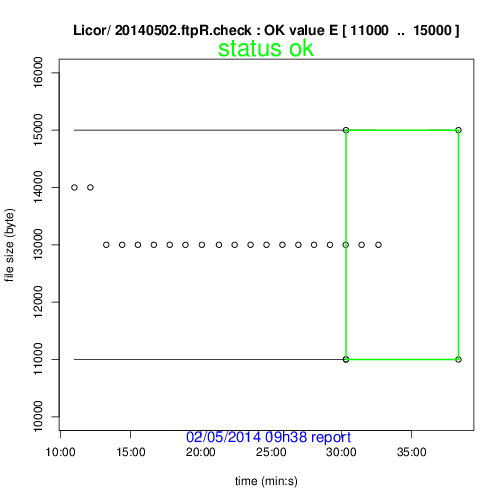 Licor/ 20140502.ftpR.check : OK value E [ 11000  ..  15000 ]
status ok
16000
15000
14000
13000
12000
11000
10000
file size (byte)
02/05/2014 09h38 report
10:00 15:00 20:00 25:00 30:00 35:00
time (min:s)